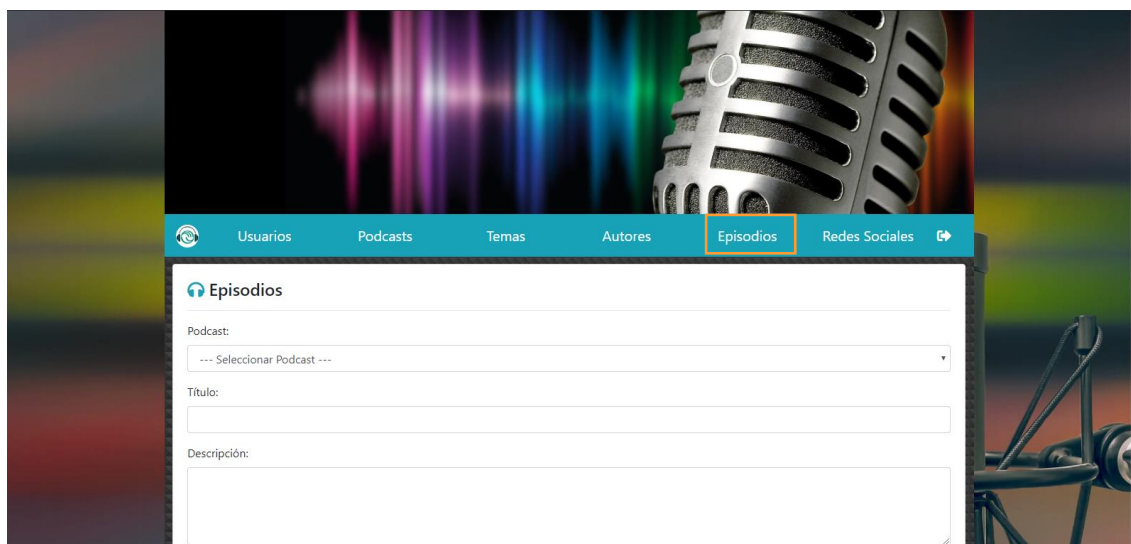 Usuarios Podcasts Temas Autores Episodios Redes Sociales
Episodios
Podcast:
--- Seleccionar Podcast ---
Título:
Descripción: